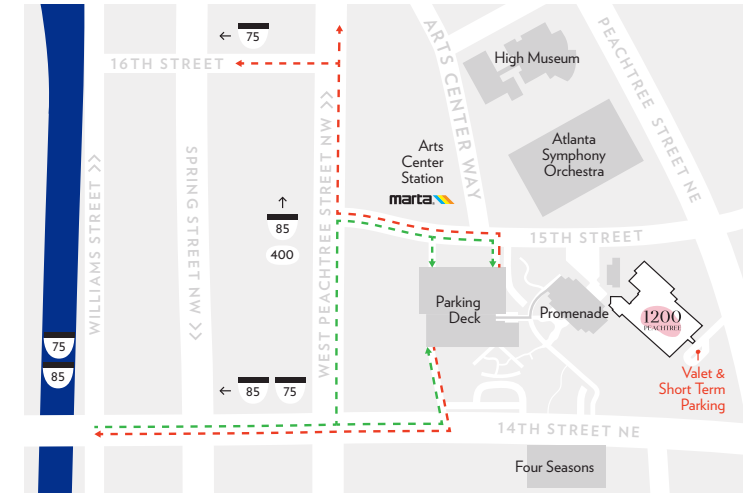 ← 75
16TH STREET
ARTS CENTER WAY
High Museum
PEACHTREE STREET NE
Atlanta
Symphony
Orchestra
Arts
Center
Station
marta
WILLIAMS STREET >>
SPRING STREET NW >>
WEST PEACHTREE STREET NW >>
↑
85
400
15TH STREET
Parking
Deck
Promenade
1200
PEACHTREE
75
85
← 85 75
Valet &
Short Term
Parking
14TH STREET NE
Four Seasons